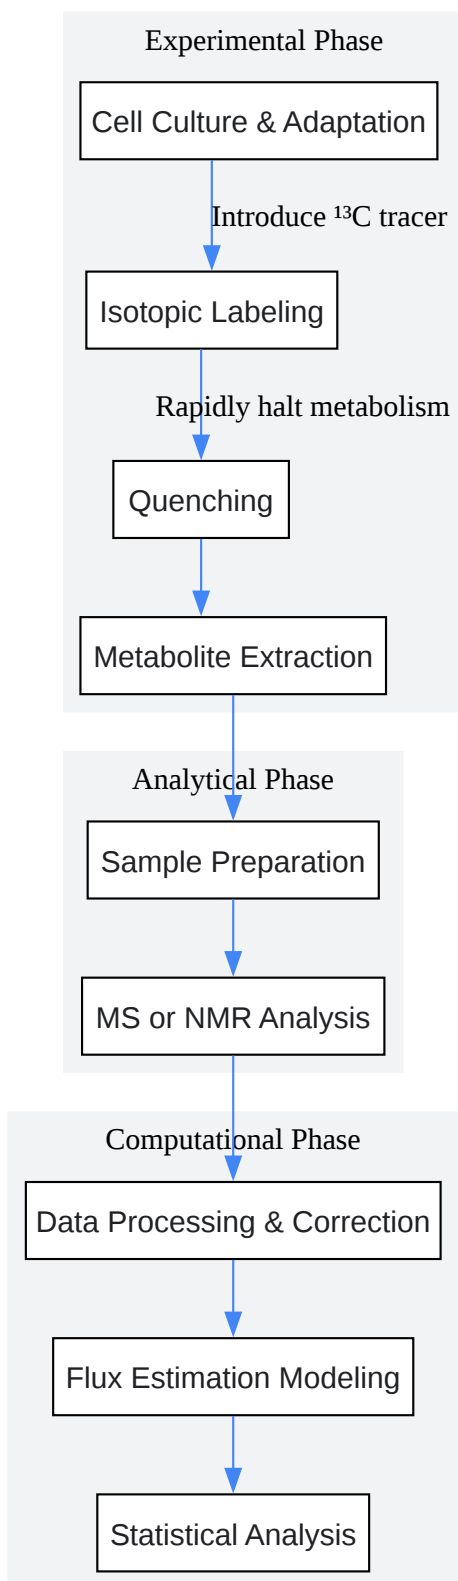 Experimental Phase
Cell Culture & Adaptation
Introduce ¹³C tracer
Isotopic Labeling
Rapidly halt metabolism
Quenching
Metabolite Extraction
Analytical Phase
Sample Preparation
MS or NMR Analysis
Computational Phase
Data Processing & Correction
Flux Estimation Modeling
Statistical Analysis